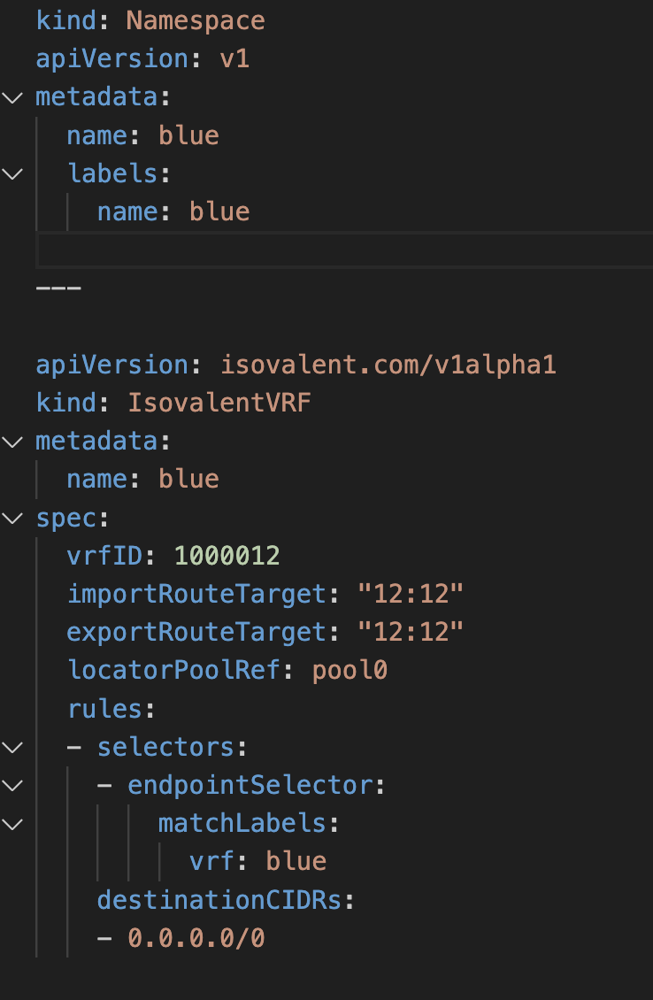 kind: Namespace
apiVersion: v1
metadata:
  name: blue
  labels:
    name: blue

---

apiVersion: isovalent.com/v1alpha1
kind: IsovalentVRF
metadata:
  name: blue
spec:
  vrfID: 1000012
  importRouteTarget: "12:12"
  exportRouteTarget: "12:12"
  locatorPoolRef: pool0
  rules:
  - selectors:
    - endpointSelector:
        matchLabels:
          vrf: blue
    destinationCIDRs:
    - 0.0.0.0/0